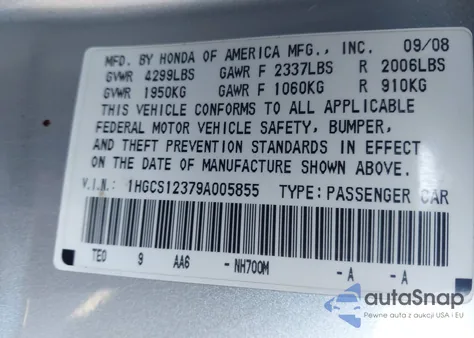 MFD. BY HONDA OF AMERICA MFG., INC. 09/08
GVWR 4299LBS GAWR F 2337LBS R 2006LBS
GVWR 1950KG GAWR F 1060KG R 910KG
THIS VEHICLE CONFORMS TO ALL APPLICABLE
FEDERAL MOTOR VEHICLE SAFETY, BUMPER,
AND THEFT PREVENTION STANDARDS IN EFFECT
ON THE DATE OF MANUFACTURE SHOWN ABOVE.
V.I.N.: 1HGCS12379A005855 TYPE: PASSENGER CAR
TE0 9 AA6 - NH700M - A - A
autoSnap
Pewne auta z aukcji USA i EU